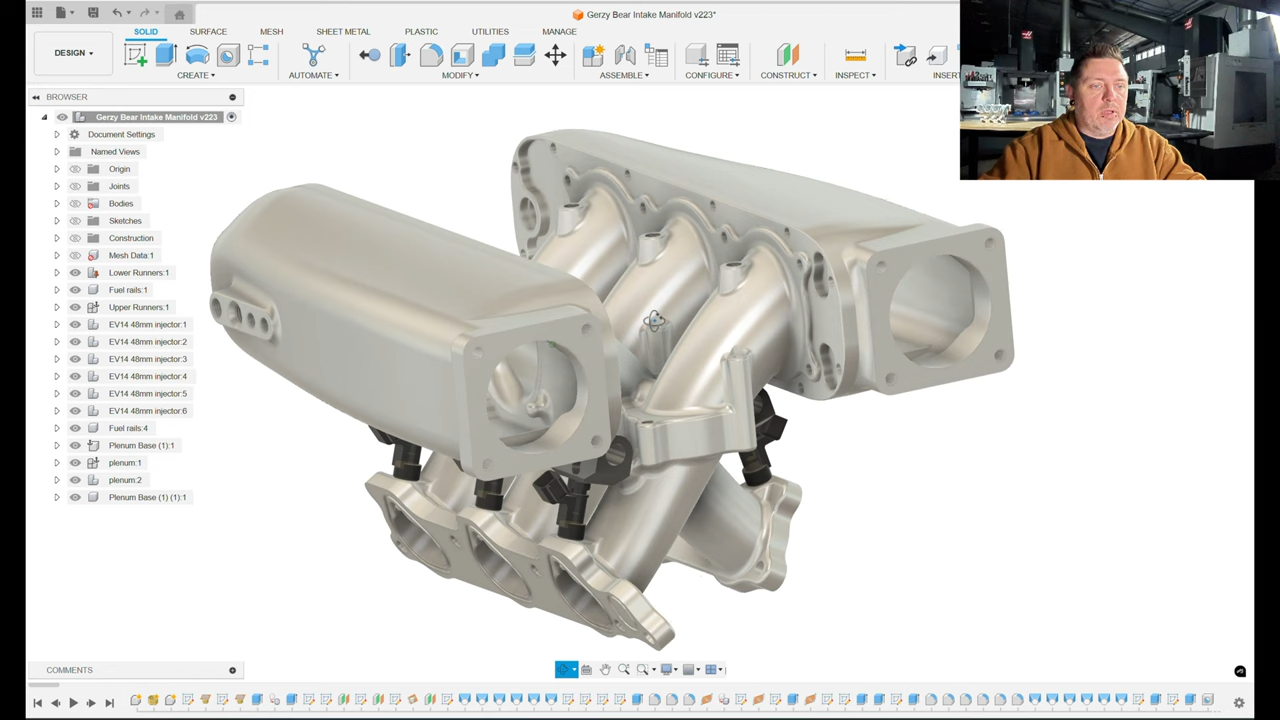 Gerzy Bear Intake Manifold v223*
SOLID SURFACE MESH SHEET METAL PLASTIC UTILITIES MANAGE
DESIGN
CREATE AUTOMATE MODIFY ASSEMBLE CONFIGURE CONSTRUCT INSPECT INSERT
BROWSER
Gerzy Bear Intake Manifold v223
Document Settings
Named Views
Origin
Joints
Bodies
Sketches
Construction
Mesh Data:1
Lower Runners:1
Fuel rails:1
Upper Runners:1
EV14 48mm injector:1
EV14 48mm injector:2
EV14 48mm injector:3
EV14 48mm injector:4
EV14 48mm injector:5
EV14 48mm injector:6
Fuel rails:4
Plenum Base (1):1
plenum:1
plenum:2
Plenum Base (1) (1):1
COMMENTS